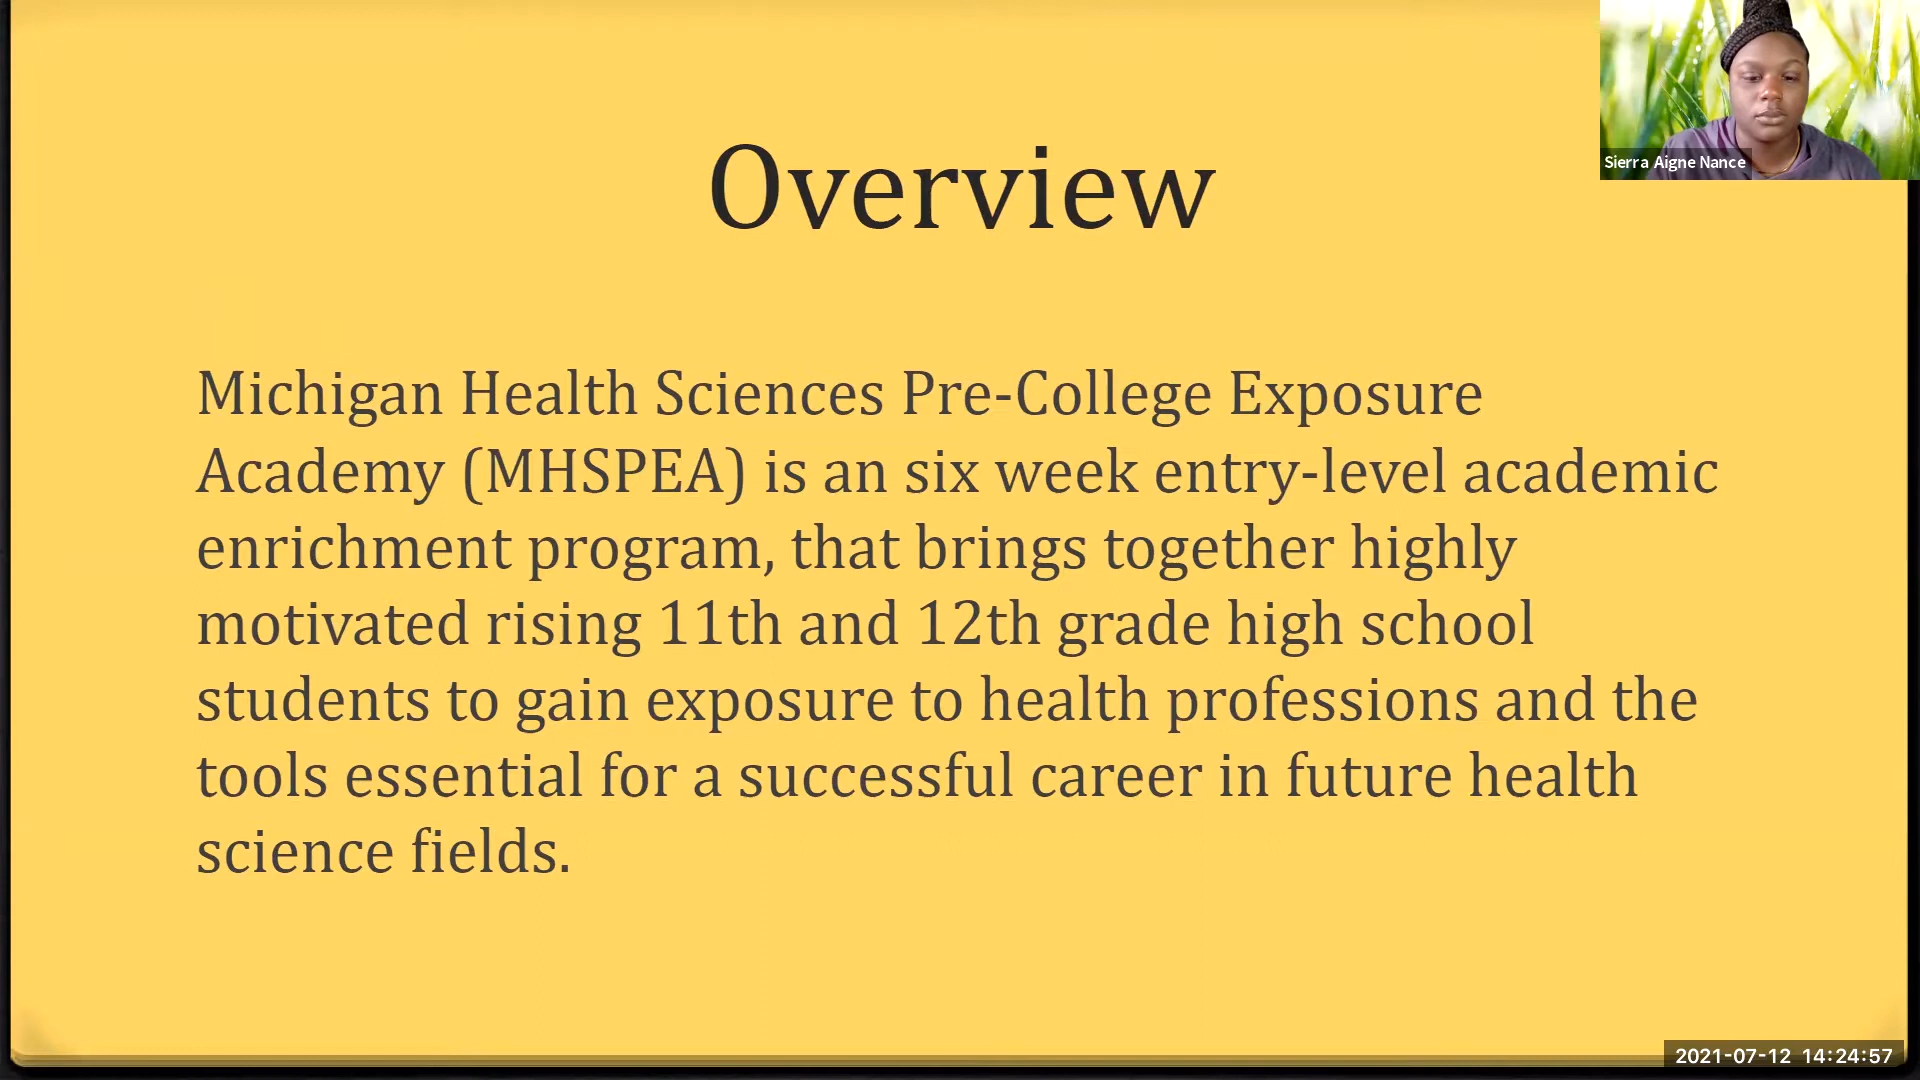 Sierra Aigne Nance
Overview
Michigan Health Sciences Pre-College Exposure
Academy (MHSPEA) is an six week entry-level academic
enrichment program, that brings together highly
motivated rising 11th and 12th grade high school
students to gain exposure to health professions and the
tools essential for a successful career in future health
science fields.
2021-07-12 14:24:57